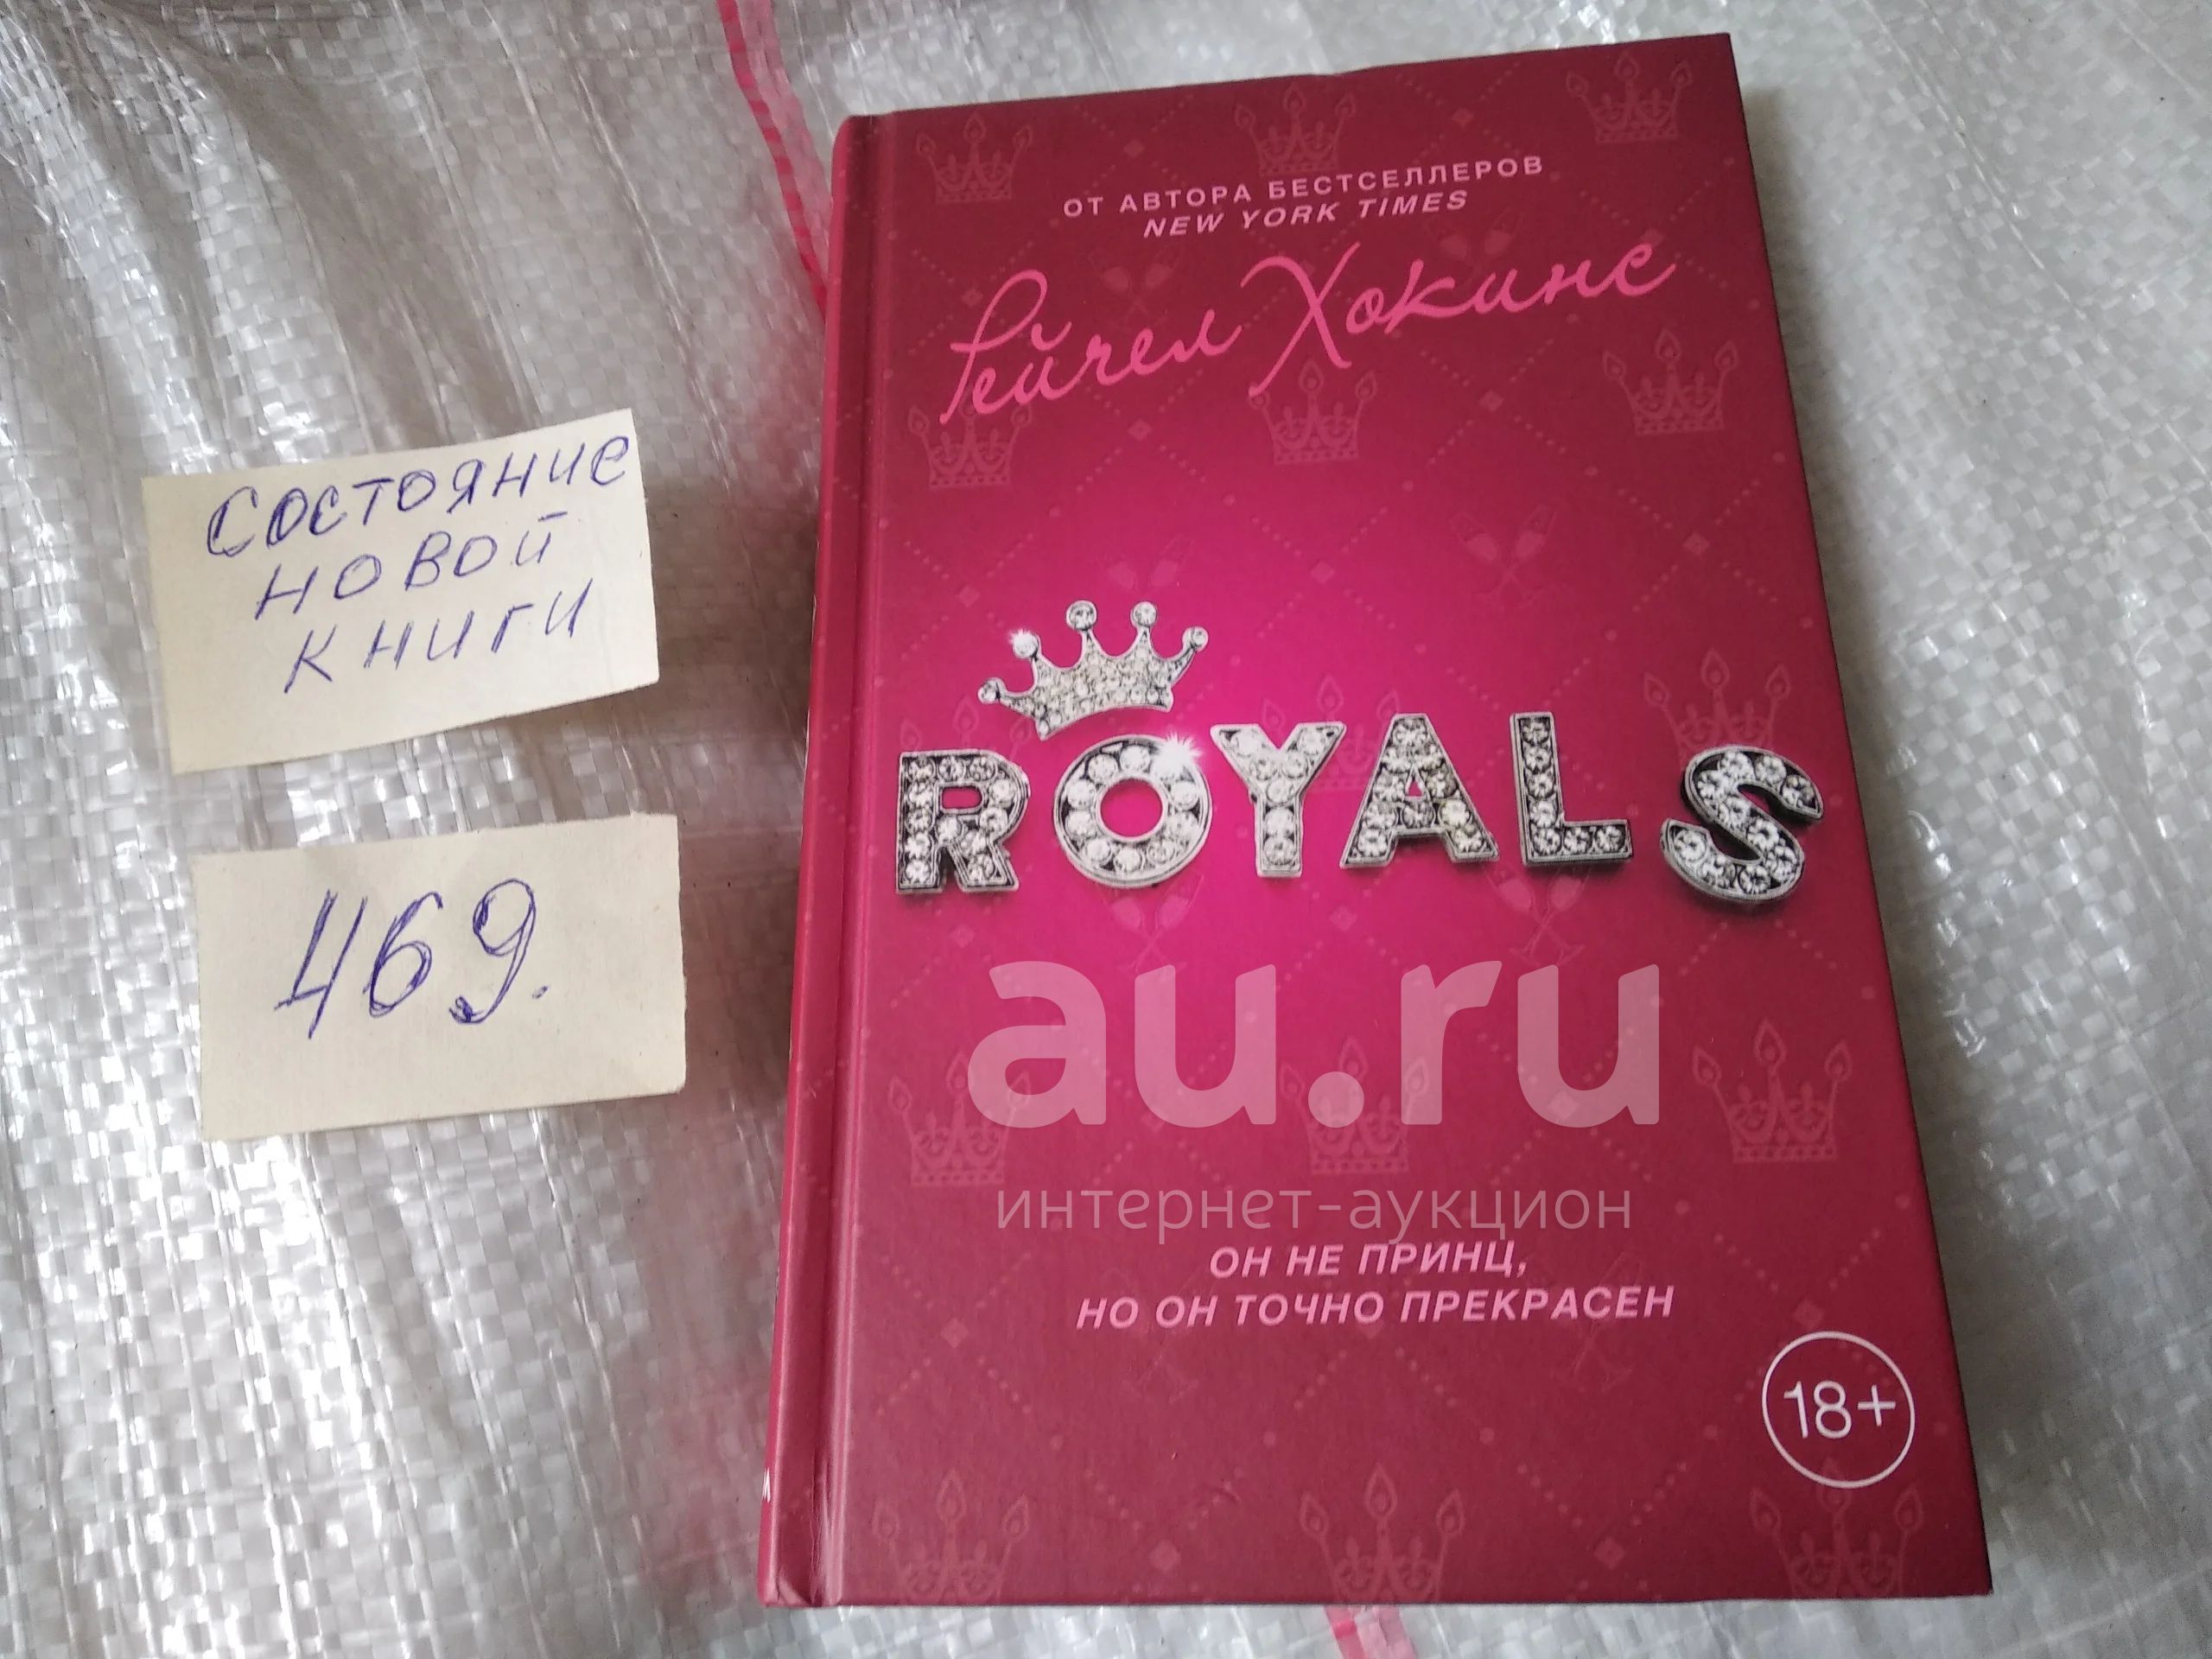 СОСТОЯНИЕ
НОВОЙ
КНИГИ
469.
ОТ АВТОРА БЕСТСЕЛЛЕРОВ
NEW YORK TIMES
Рейчел Хокинс
ROYALS
au.ru
интернет-аукцион
ОН НЕ ПРИНЦ,
НО ОН ТОЧНО ПРЕКРАСЕН
18+